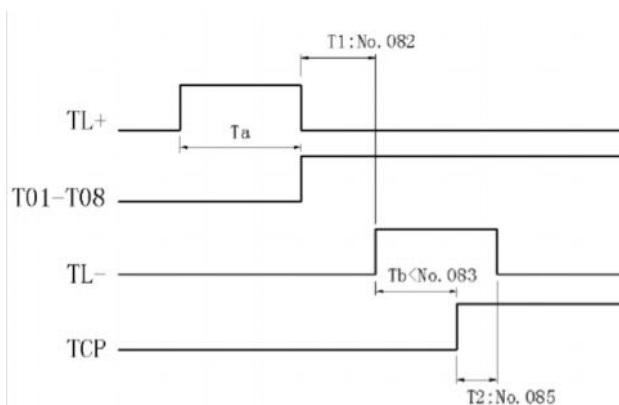 T1:No.082
TL+
Ta
T01-T08
TL-
Tb<No.083
TCP
T2:No.085